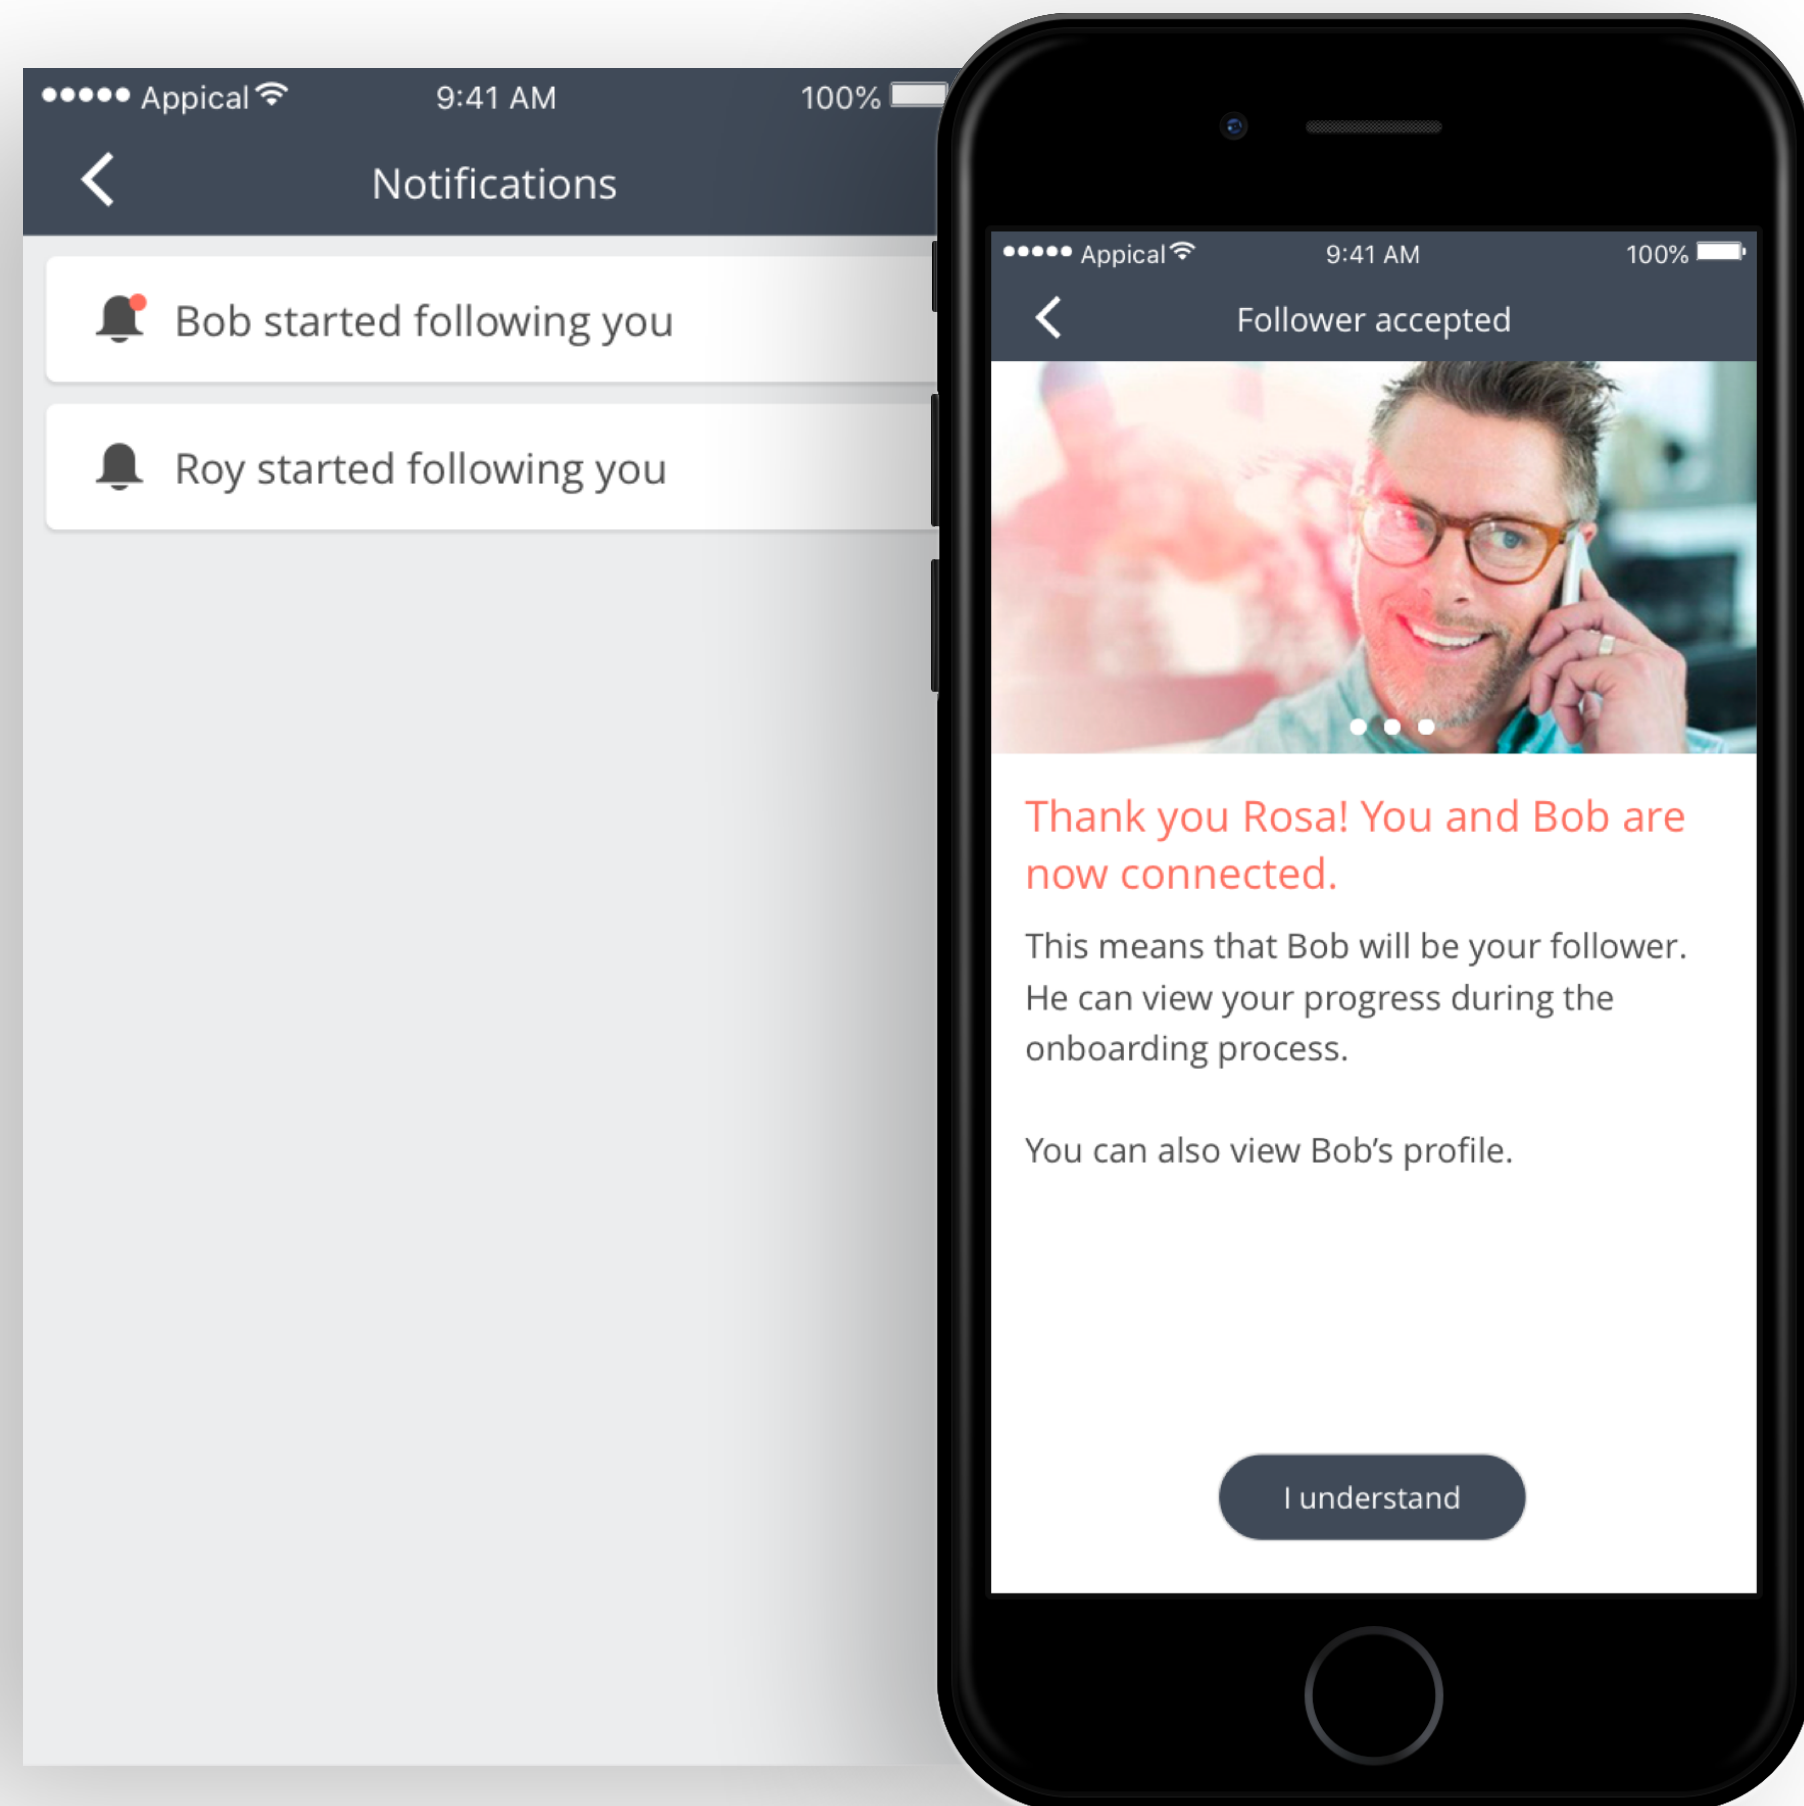 Appical 9:41 AM 100%
Notifications
Bob started following you
Roy started following you
Appical 9:41 AM 100%
Follower accepted
Thank you Rosa! You and Bob are
now connected.
This means that Bob will be your follower.
He can view your progress during the
onboarding process.
You can also view Bob’s profile.
I understand